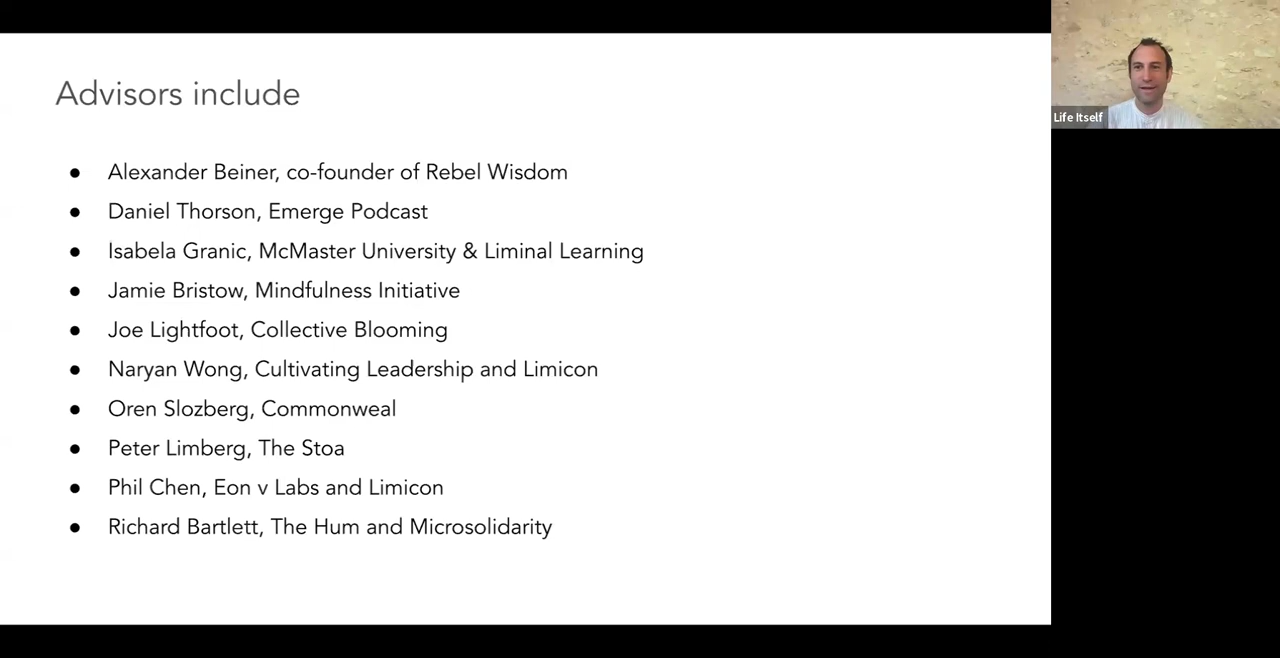 Advisors include
● Alexander Beiner, co-founder of Rebel Wisdom
● Daniel Thorson, Emerge Podcast
● Isabela Granic, McMaster University & Liminal Learning
● Jamie Bristow, Mindfulness Initiative
● Joe Lightfoot, Collective Blooming
● Naryan Wong, Cultivating Leadership and Limicon
● Oren Slozberg, Commonweal
● Peter Limberg, The Stoa
● Phil Chen, Eon v Labs and Limicon
● Richard Bartlett, The Hum and Microsolidarity
Life Itself